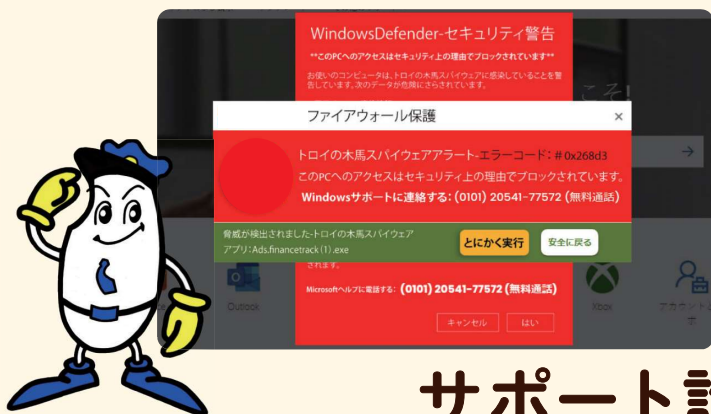 WindowsDefender-セキュリティ警告
**このPCへのアクセスはセキュリティ上の理由でブロックされています**
お使いのコンピュータは、トロイの木馬スパイウェアに感染していることを警
告しています。次のデータが危険にさらされています。
こそ!
ファイアウォール保護 ×
トロイの木馬スパイウェアアラート-エラーコード:#0x268d3
このPCへのアクセスはセキュリティ上の理由でブロックされています。
Windowsサポートに連絡する:(0101) 20541-77572 (無料通話)
脅威が検出されました-トロイの木馬スパイウェア
アプリ:Ads.financetrack(1).exe
とにかく実行 安全に戻る
されます。
Outlook Xbox
Microsoftヘルプに電話する: (0101) 20541-77572 (無料通話)
キャンセル はい
サポート